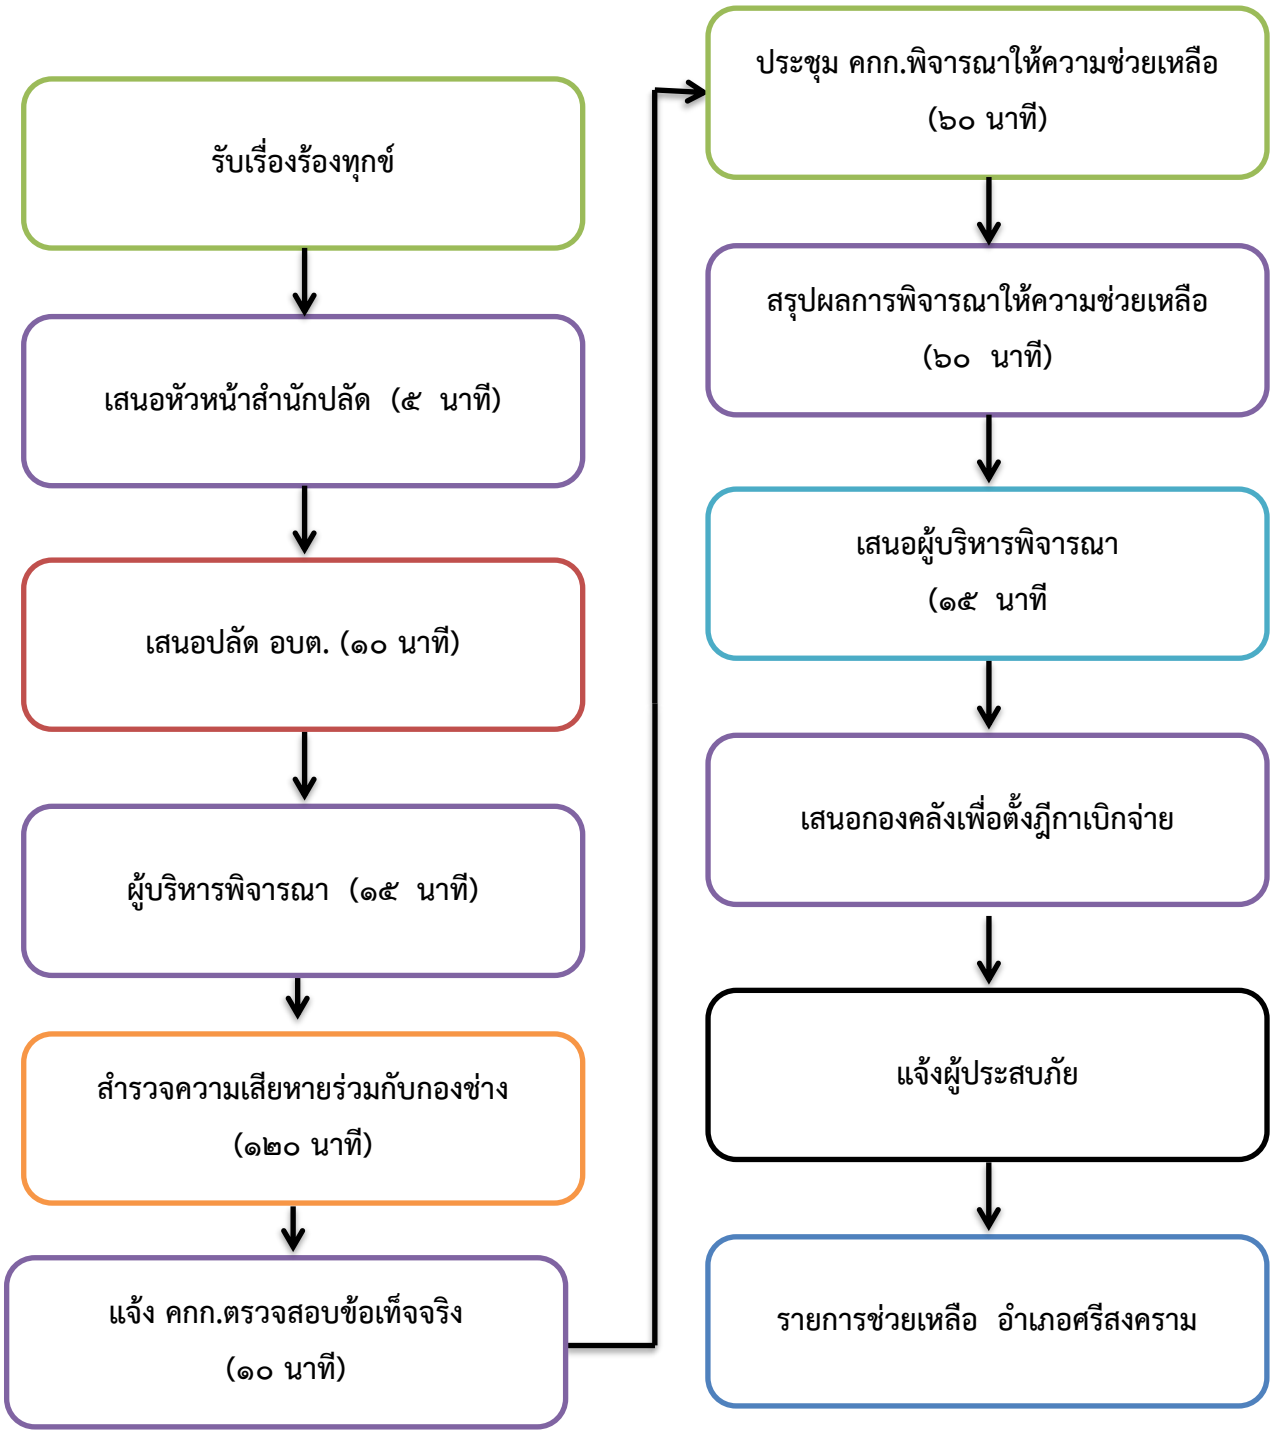 รับเรื่องร้องทุกข์
เสนอหัวหน้าสำนักปลัด (๕ นาที)
เสนอปลัด อบต. (๑๐ นาที)
ผู้บริหารพิจารณา (๑๕ นาที)
สำรวจความเสียหายร่วมกับกองช่าง
(๑๒๐ นาที)
แจ้ง คกก.ตรวจสอบข้อเท็จจริง
(๑๐ นาที)
ประชุม คกก.พิจารณาให้ความช่วยเหลือ
(๖๐ นาที)
สรุปผลการพิจารณาให้ความช่วยเหลือ
(๖๐ นาที)
เสนอผู้บริหารพิจารณา
(๑๕ นาที
เสนอกองคลังเพื่อตั้งฎีกาเบิกจ่าย
แจ้งผู้ประสบภัย
รายการช่วยเหลือ อำเภอศรีสงคราม